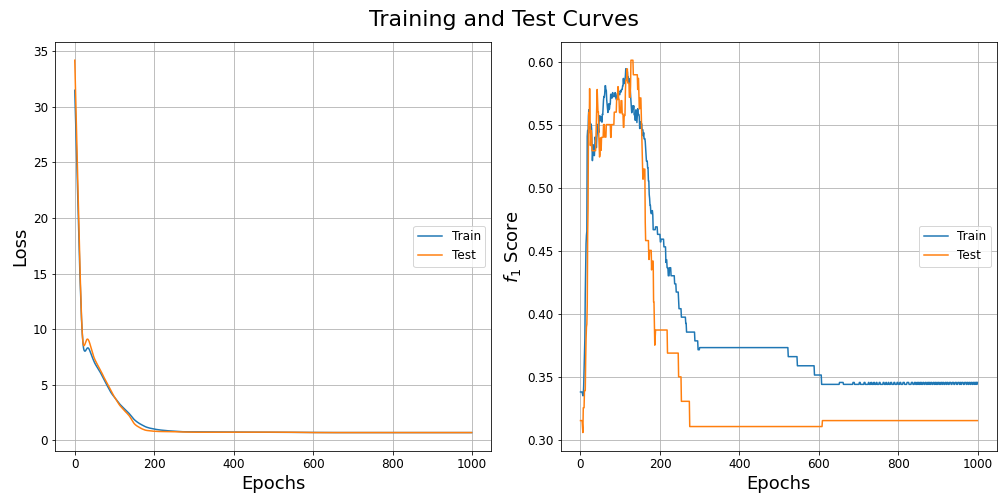 Training and Test Curves
35
30
25
20
15
10
5
0
Loss
Train
Test
0 200 400 600 800 1000
Epochs
0.60
0.55
0.50
0.45
0.40
0.35
0.30
f₁ Score
Train
Test
0 200 400 600 800 1000
Epochs